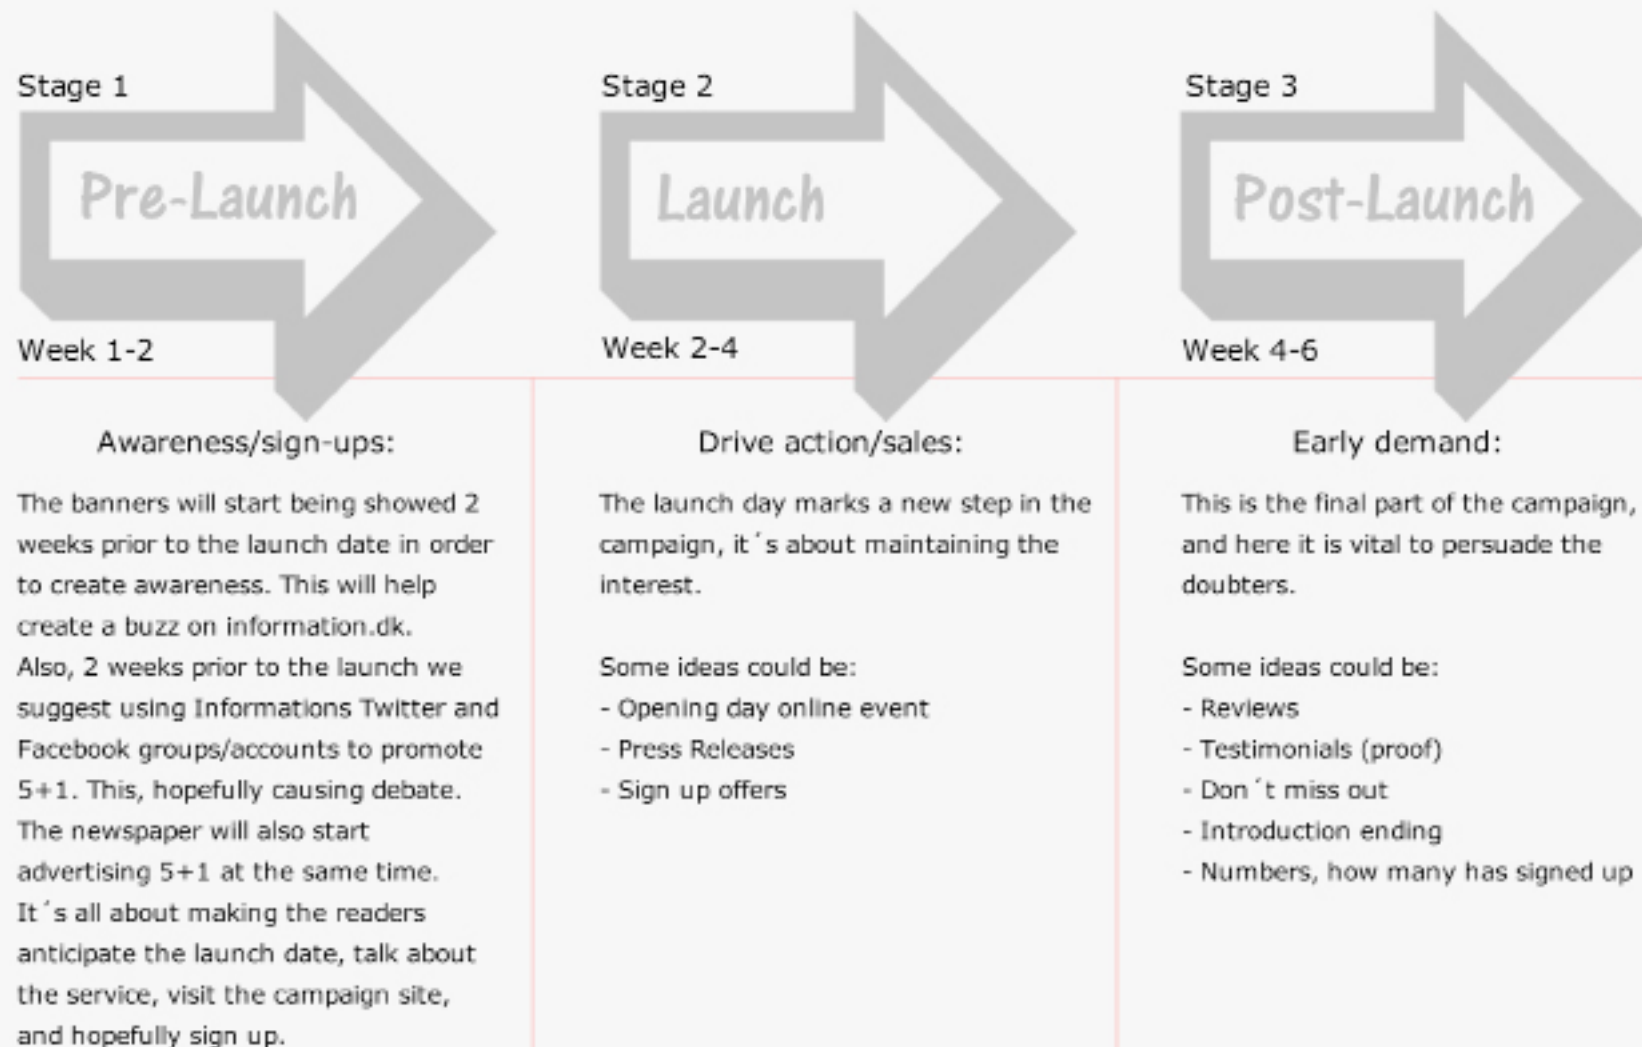 Stage 1
Pre-Launch
Week 1-2
Awareness/sign-ups:
The banners will start being showed 2
weeks prior to the launch date in order
to create awareness. This will help
create a buzz on information.dk.
Also, 2 weeks prior to the launch we
suggest using Informations Twitter and
Facebook groups/accounts to promote
5+1. This, hopefully causing debate.
The newspaper will also start
advertising 5+1 at the same time.
It´s all about making the readers
anticipate the launch date, talk about
the service, visit the campaign site,
and hopefully sign up.
Stage 2
Launch
Week 2-4
Drive action/sales:
The launch day marks a new step in the
campaign, it´s about maintaining the
interest.
Some ideas could be:
- Opening day online event
- Press Releases
- Sign up offers
Stage 3
Post-Launch
Week 4-6
Early demand:
This is the final part of the campaign,
and here it is vital to persuade the
doubters.
Some ideas could be:
- Reviews
- Testimonials (proof)
- Don´t miss out
- Introduction ending
- Numbers, how many has signed up